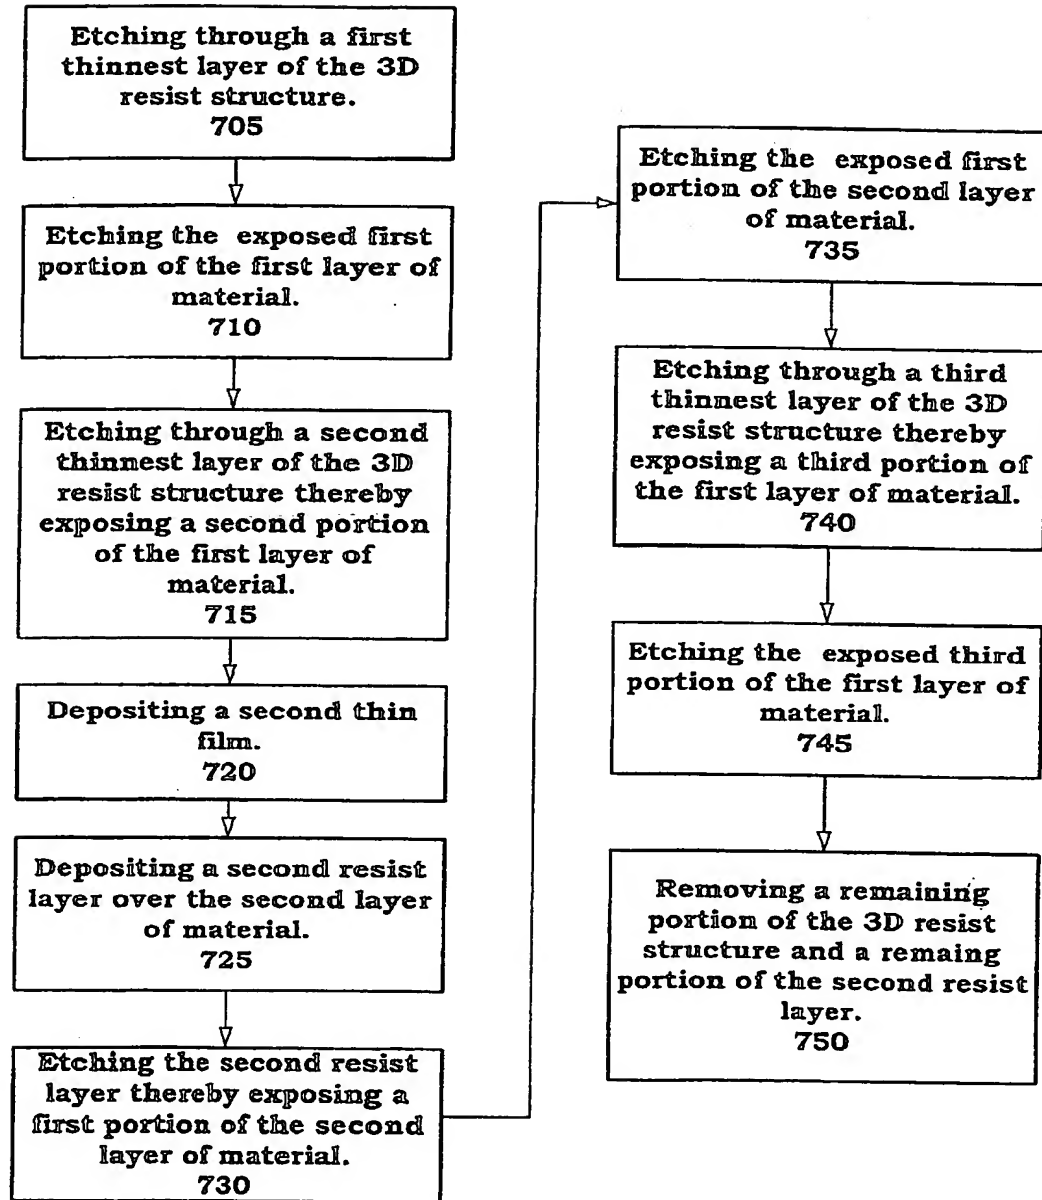 Etching through a first
thinnest layer of the 3D
resist structure.
705
Etching the exposed first
portion of the first layer of
material.
710
Etching through a second
thinnest layer of the 3D
resist structure thereby
exposing a second portion
of the first layer of
material.
715
Depositing a second thin
film.
720
Depositing a second resist
layer over the second layer
of material.
725
Etching the second resist
layer thereby exposing a
first portion of the second
layer of material.
730
Etching the exposed first
portion of the second layer
of material.
735
Etching through a third
thinnest layer of the 3D
resist structure thereby
exposing a third portion of
the first layer of material.
740
Etching the exposed third
portion of the first layer of
material.
745
Removing a remaining
portion of the 3D resist
structure and a remaing
portion of the second resist
layer.
750